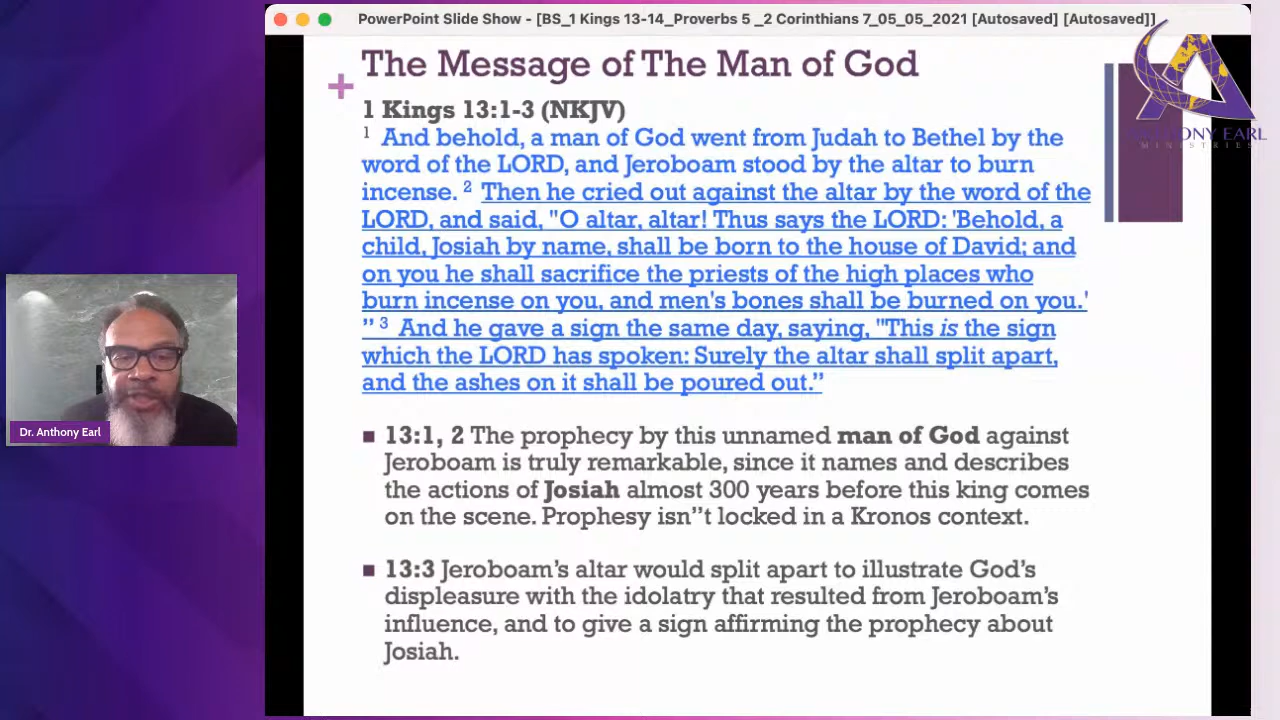 PowerPoint Slide Show - [BS_1 Kings 13-14_Proverbs 5 _2 Corinthians 7_05_05_2021 [Autosaved] [Autosaved]]
The Message of The Man of God
+
1 Kings 13:1-3 (NKJV)
1 And behold, a man of God went from Judah to Bethel by the
word of the LORD, and Jeroboam stood by the altar to burn
incense. 2 Then he cried out against the altar by the word of the
LORD, and said, "O altar, altar! Thus says the LORD: 'Behold, a
child, Josiah by name, shall be born to the house of David; and
on you he shall sacrifice the priests of the high places who
burn incense on you, and men's bones shall be burned on you.'
” 3 And he gave a sign the same day, saying, "This is the sign
which the LORD has spoken: Surely the altar shall split apart,
and the ashes on it shall be poured out.”
■ 13:1, 2 The prophecy by this unnamed man of God against
Jeroboam is truly remarkable, since it names and describes
the actions of Josiah almost 300 years before this king comes
on the scene. Prophesy isn”t locked in a Kronos context.
■ 13:3 Jeroboam’s altar would split apart to illustrate God’s
displeasure with the idolatry that resulted from Jeroboam’s
influence, and to give a sign affirming the prophecy about
Josiah.
ANTHONY EARL
MINISTRIES
Dr. Anthony Earl